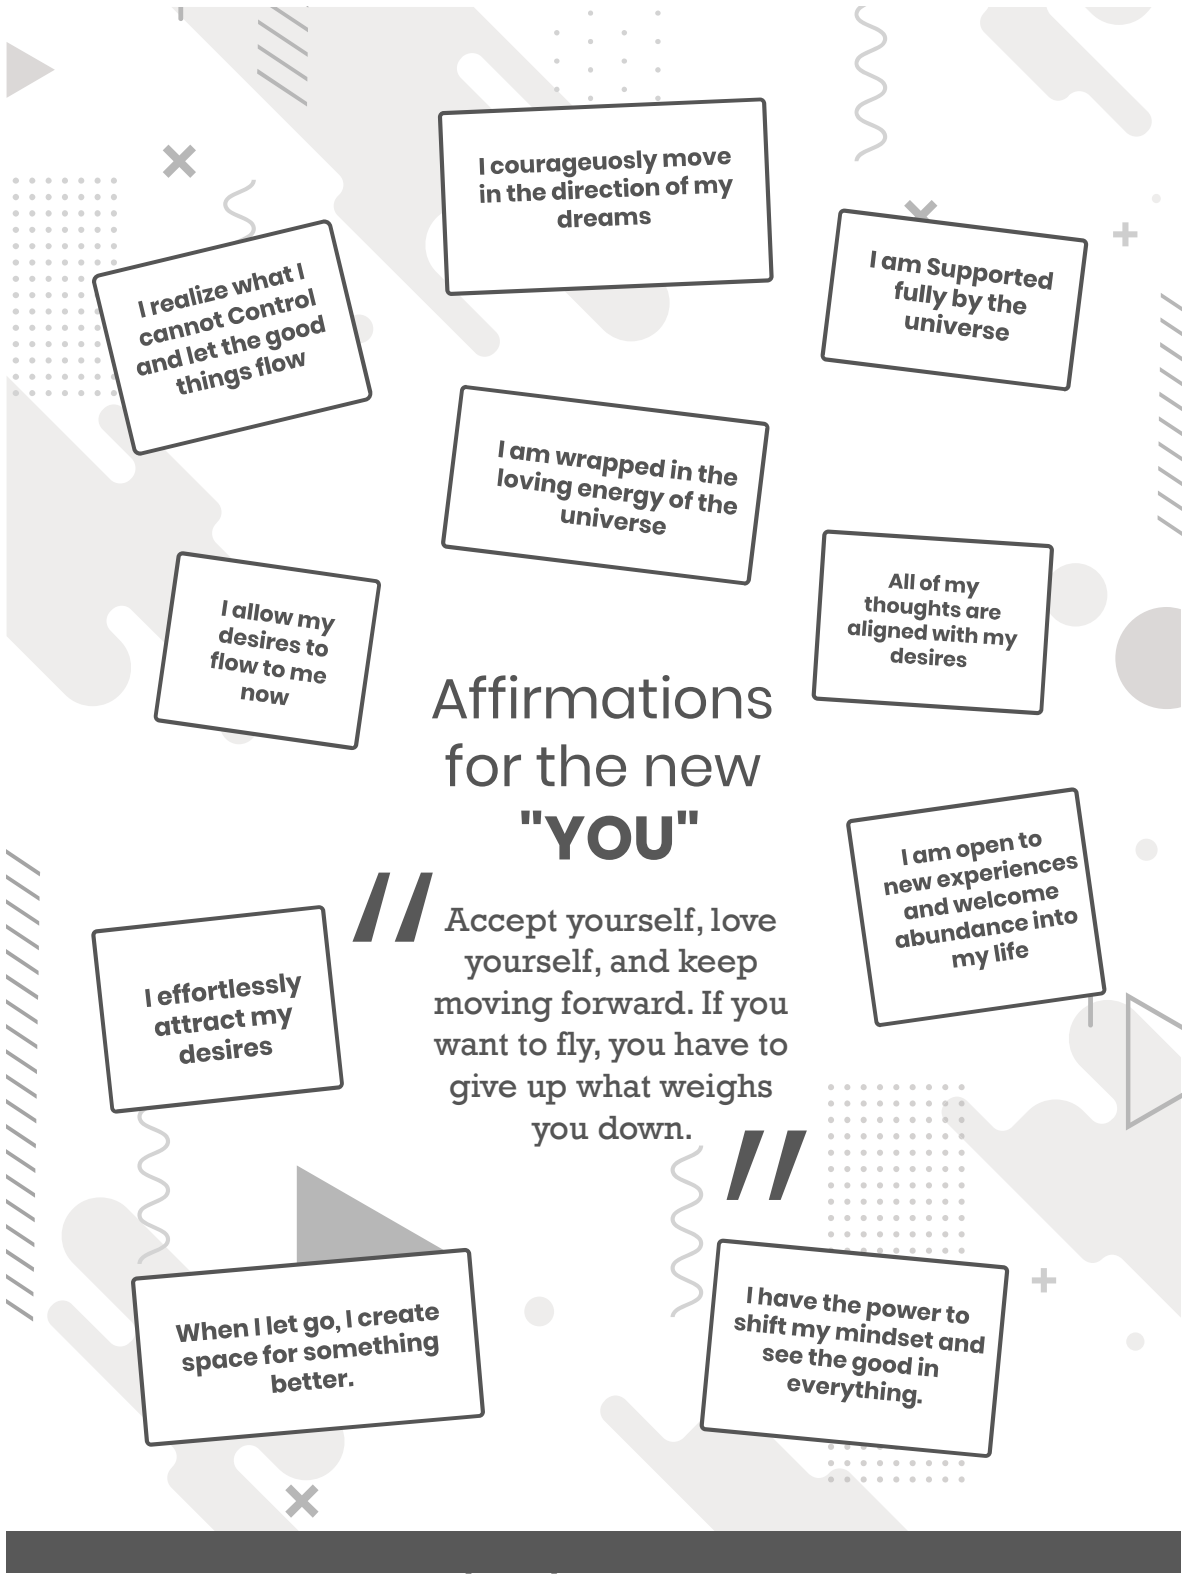 I courageuosly move
in the direction of my
dreams
I realize what I
cannot Control
and let the good
things flow
I am Supported
fully by the
universe
I am wrapped in the
loving energy of the
universe
I allow my
desires to
flow to me
now
All of my
thoughts are
aligned with my
desires
Affirmations
for the new
"YOU"
I am open to
new experiences
and welcome
abundance into
my life
I effortlessly
attract my
desires
"Accept yourself, love
yourself, and keep
moving forward. If you
want to fly, you have to
give up what weighs
you down."
When I let go, I create
space for something
better.
I have the power to
shift my mindset and
see the good in
everything.